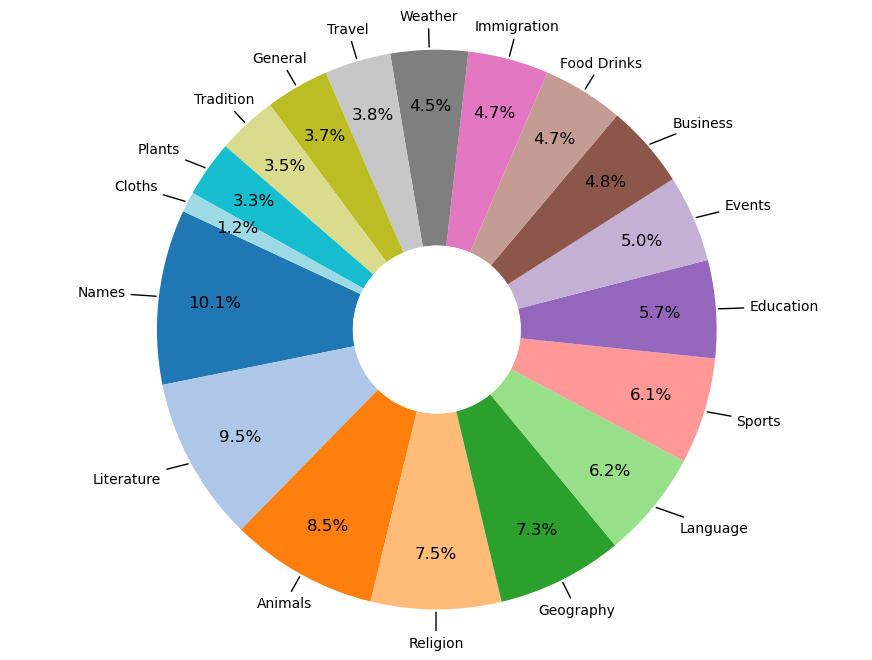 Weather
Immigration
Travel
General
Food Drinks
Tradition
Business
Plants
Cloths
Events
Names
Education
Literature
Sports
Animals
Language
Religion
Geography
4.5%
4.7%
3.8%
3.7%
4.7%
3.5%
4.8%
3.3%
1.2%
5.0%
10.1%
5.7%
9.5%
6.1%
8.5%
6.2%
7.5%
7.3%